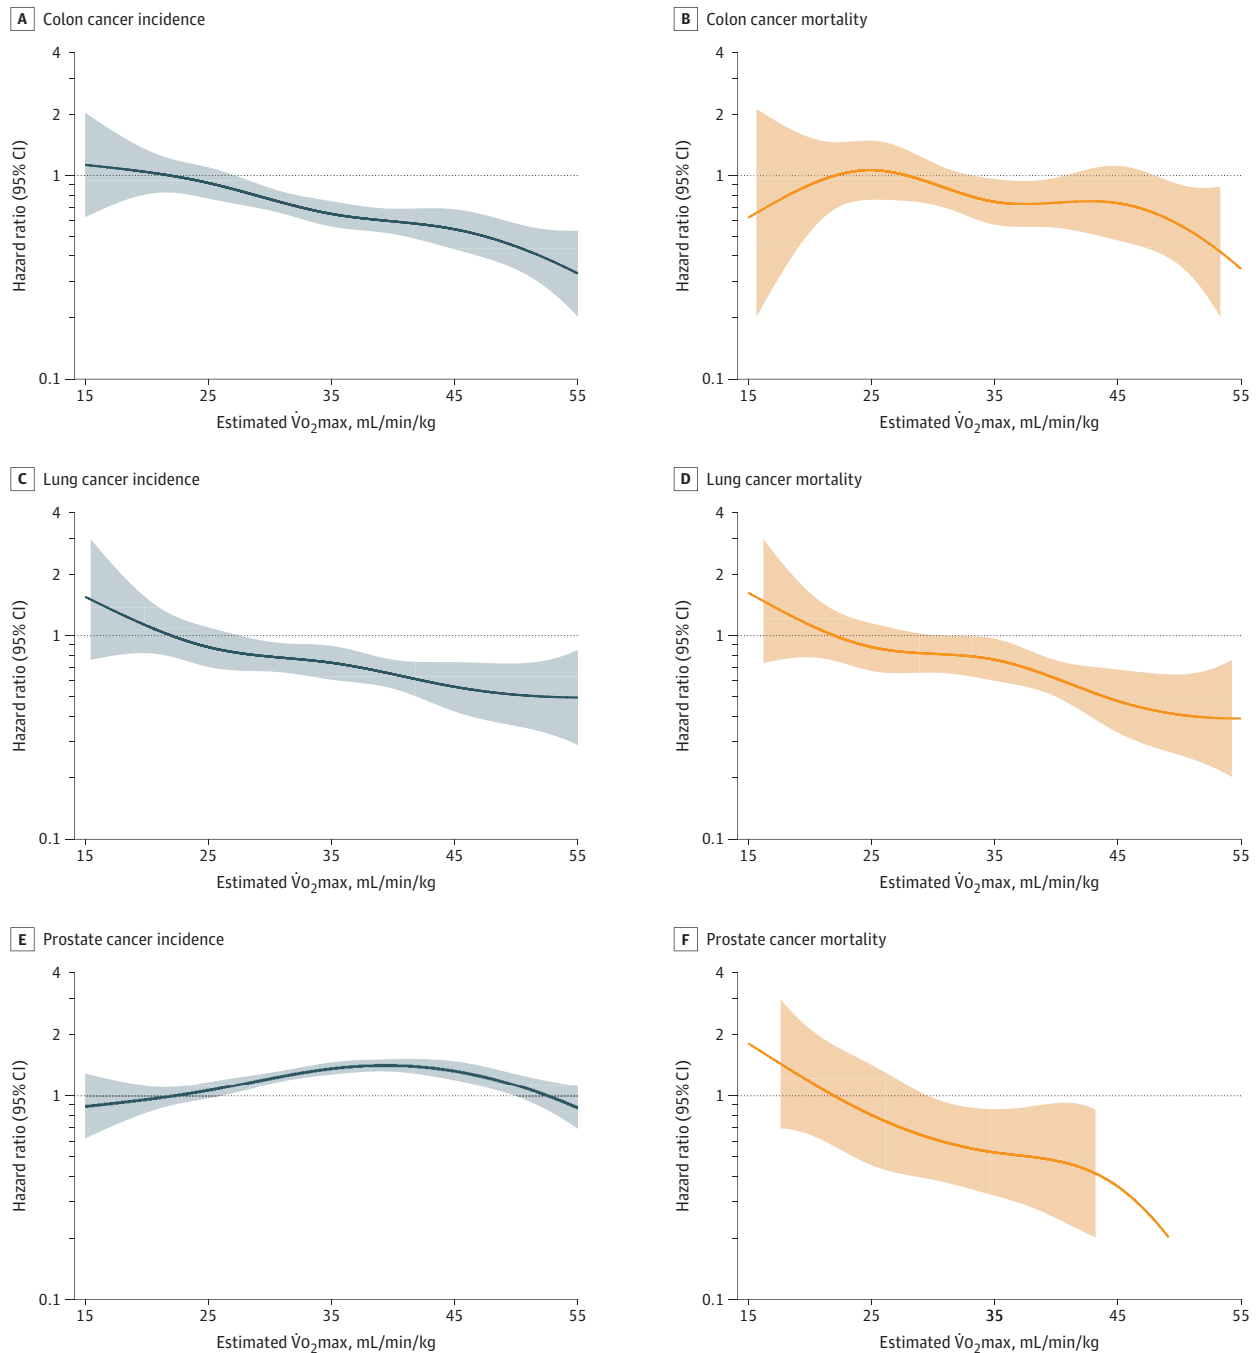 A Colon cancer incidence
4
2
1
0.1
Hazard ratio (95% CI)
15 25 35 45 55
Estimated V̇o₂max, mL/min/kg
B Colon cancer mortality
4
2
1
0.1
Hazard ratio (95% CI)
15 25 35 45 55
Estimated V̇o₂max, mL/min/kg
C Lung cancer incidence
4
2
1
0.1
Hazard ratio (95% CI)
15 25 35 45 55
Estimated V̇o₂max, mL/min/kg
D Lung cancer mortality
4
2
1
0.1
Hazard ratio (95% CI)
15 25 35 45 55
Estimated V̇o₂max, mL/min/kg
E Prostate cancer incidence
4
2
1
0.1
Hazard ratio (95% CI)
15 25 35 45 55
Estimated V̇o₂max, mL/min/kg
F Prostate cancer mortality
4
2
1
0.1
Hazard ratio (95% CI)
15 25 35 45 55
Estimated V̇o₂max, mL/min/kg